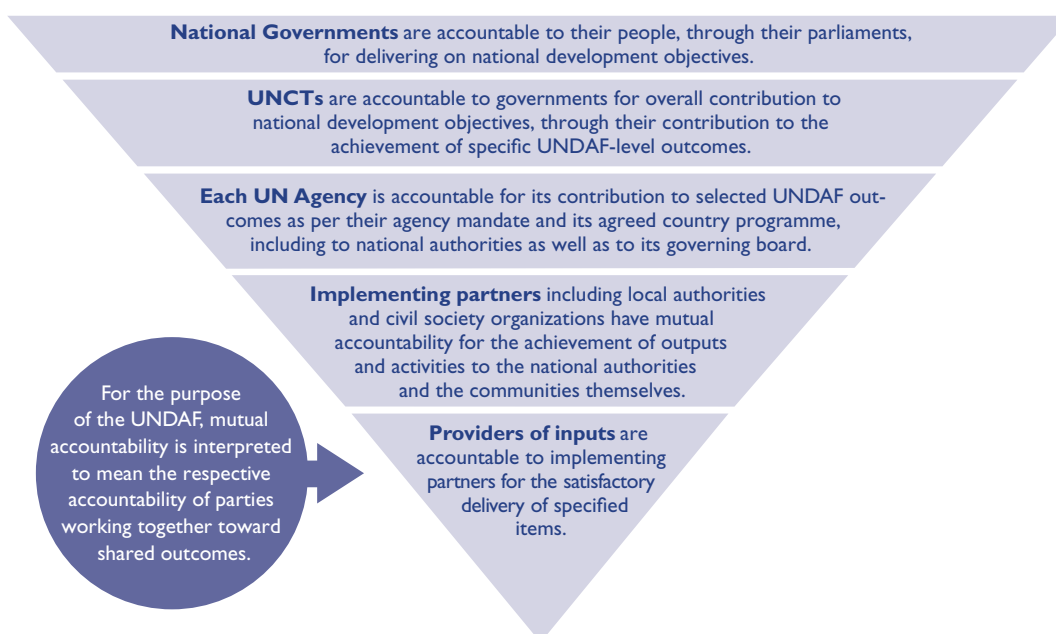 National Governments are accountable to their people, through their parliaments,
for delivering on national development objectives.
UNCTs are accountable to governments for overall contribution to
national development objectives, through their contribution to the
achievement of specific UNDAF-level outcomes.
Each UN Agency is accountable for its contribution to selected UNDAF out-
comes as per their agency mandate and its agreed country programme,
including to national authorities as well as to its governing board.
Implementing partners including local authorities
and civil society organizations have mutual
accountability for the achievement of outputs
and activities to the national authorities
and the communities themselves.
For the purpose
of the UNDAF, mutual
accountability is interpreted
to mean the respective
accountability of parties
working together toward
shared outcomes.
Providers of inputs are
accountable to implementing
partners for the satisfactory
delivery of specified
items.